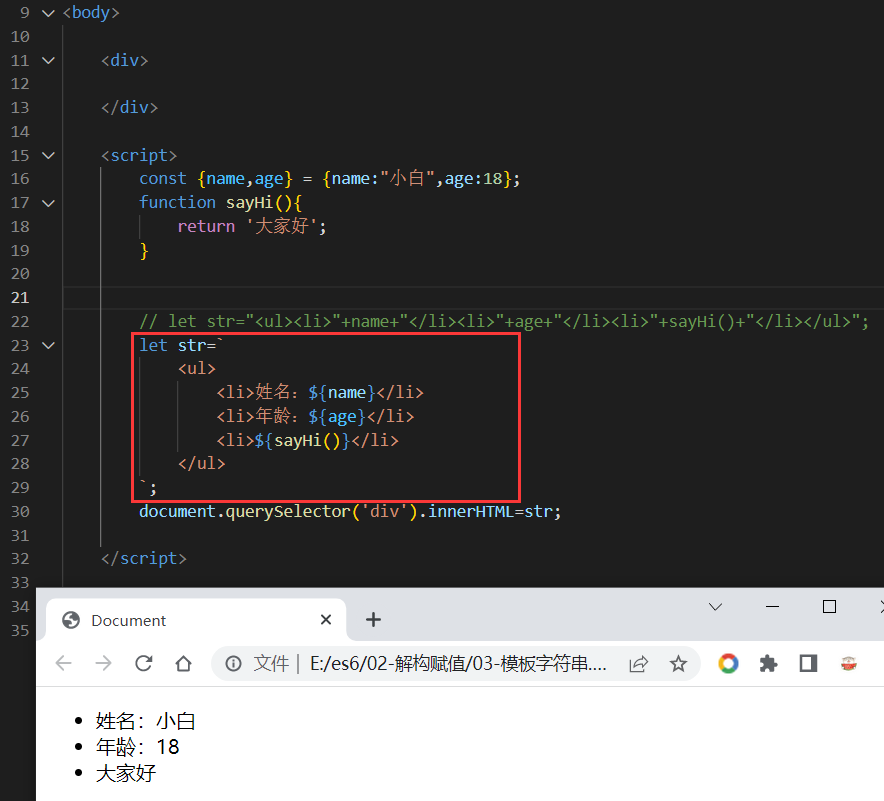 9 <body>
10
11 <div>
12
13 </div>
14
15 <script>
16 const {name,age} = {name:"小白",age:18};
17 function sayHi(){
18 return '大家好';
19 }
20
21
22 // let str="<ul><li>"+name+"</li><li>"+age+"</li><li>"+sayHi()+"</li></ul>";
23 let str=`
24 <ul>
25 <li>姓名：${name}</li>
26 <li>年龄：${age}</li>
27 <li>${sayHi()}</li>
28 </ul>
29 `;
30 document.querySelector('div').innerHTML=str;
31
32 </script>
33
34
35
Document
文件 | E:/es6/02-解构赋值/03-模板字符串....
• 姓名：小白
• 年龄：18
• 大家好